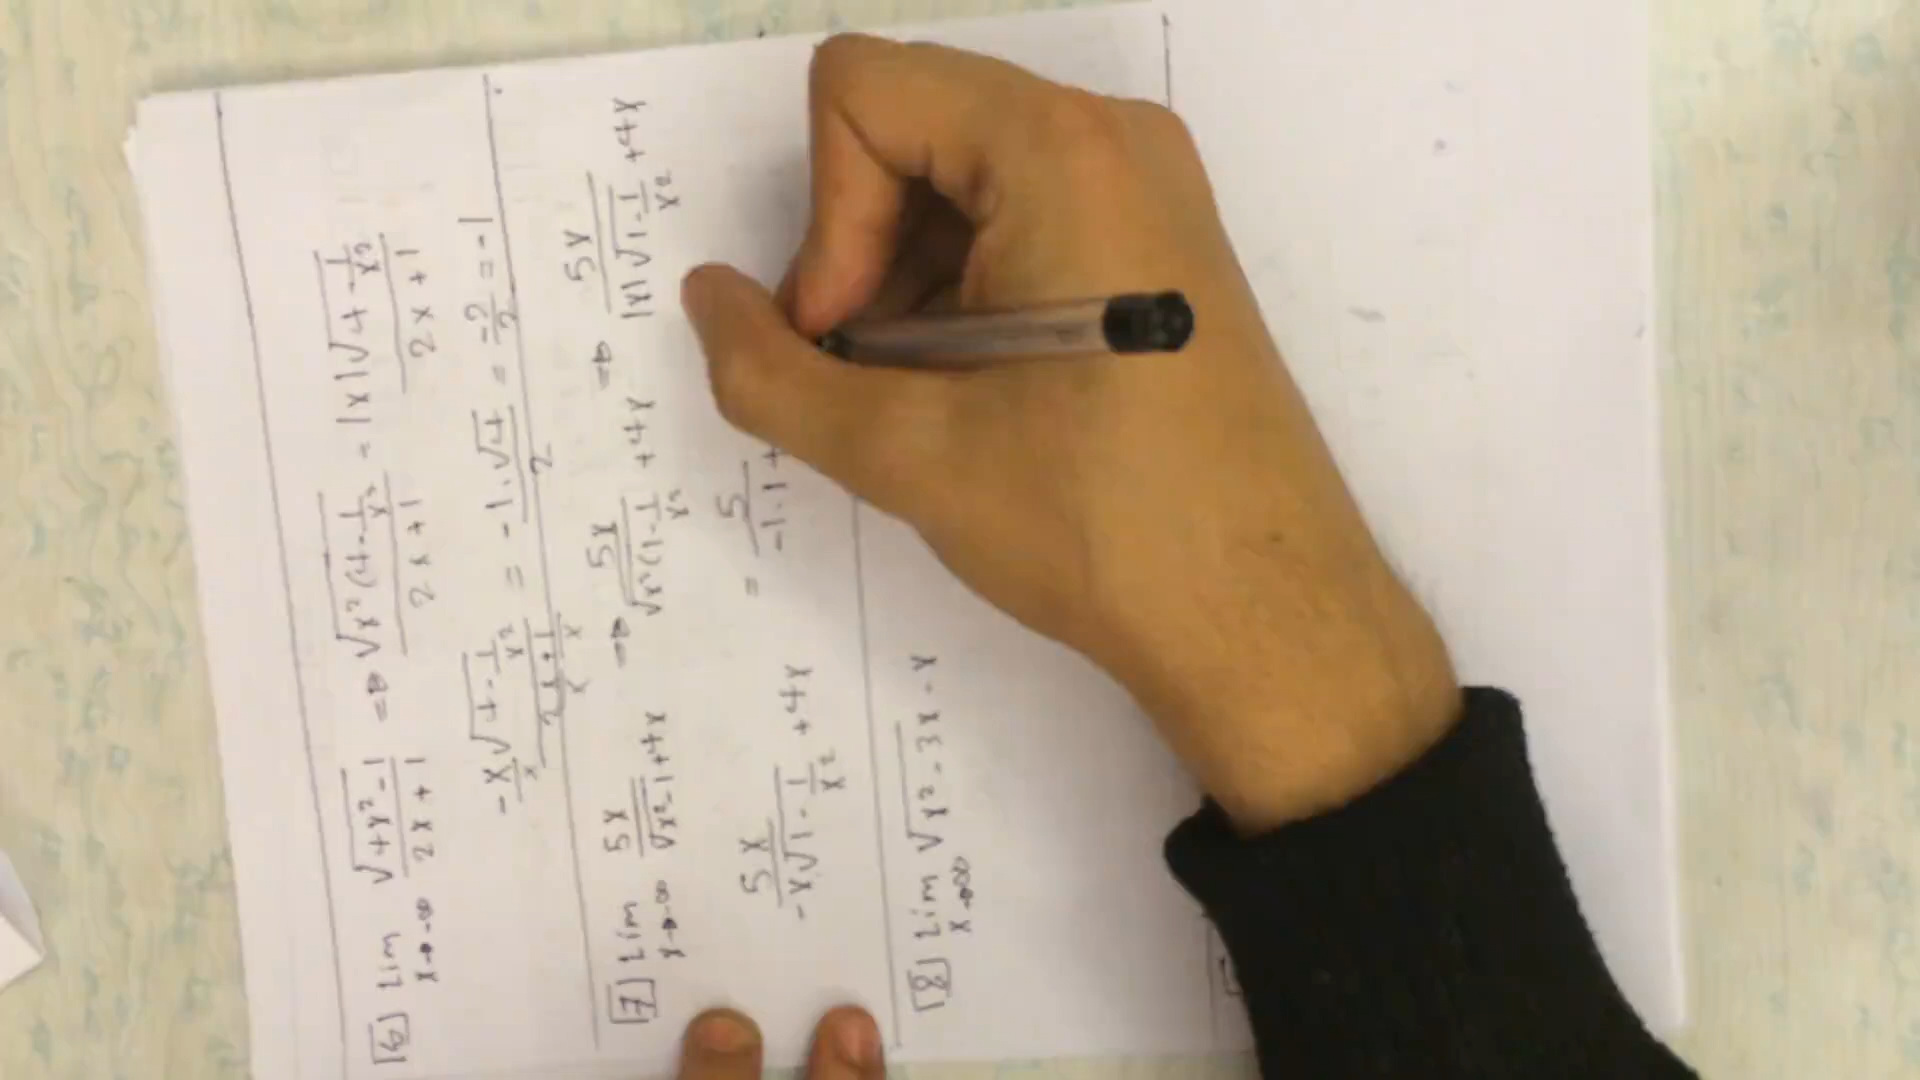 6 Lim x→-∞ √4x²-1 / 2x+1 ⇒ √x²(4-1/x²) / 2x+1 = |x|√4-1/x² / 2x+1
-x√4-1/x² / x / 2x/x+1/x = -1·√4 / 2 = -2/2 = -1
7 Lim x→-∞ 5x / √x²-1+4x ⇒ 5x / √x²(1-1/x²) + 4x ⇒ 5x / |x|√1-1/x² + 4x
5x / -x√1-1/x² + 4x = 5 / -1·1+
8 Lim x→∞ √x²-3x - x